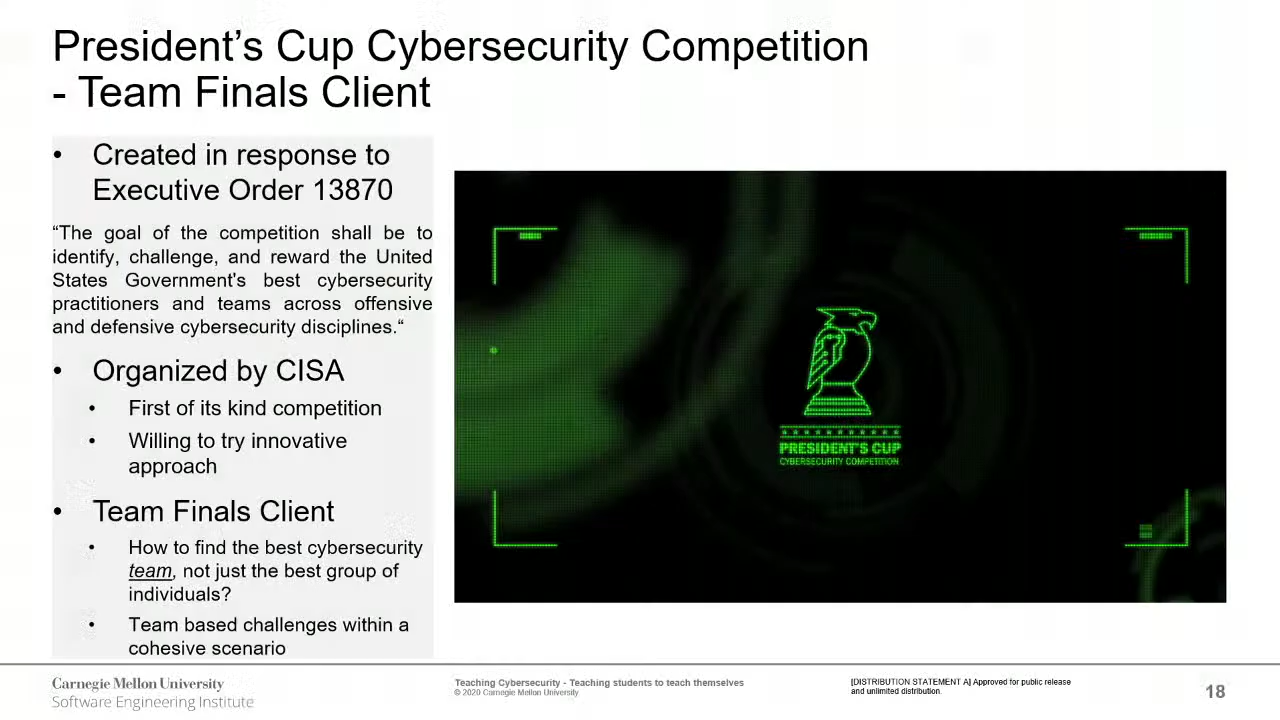 President’s Cup Cybersecurity Competition
- Team Finals Client
• Created in response to
Executive Order 13870
“The goal of the competition shall be to
identify, challenge, and reward the United
States Government's best cybersecurity
practitioners and teams across offensive
and defensive cybersecurity disciplines.“
• Organized by CISA
• First of its kind competition
• Willing to try innovative
approach
• Team Finals Client
• How to find the best cybersecurity
team, not just the best group of
individuals?
• Team based challenges within a
cohesive scenario
PRESIDENT'S CUP
CYBERSECURITY COMPETITION
Carnegie Mellon University
Software Engineering Institute
Teaching Cybersecurity - Teaching students to teach themselves
© 2020 Carnegie Mellon University
[DISTRIBUTION STATEMENT A] Approved for public release
and unlimited distribution.
18